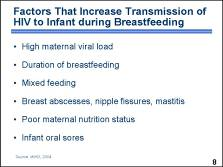 Factors That Increase Transmission of
HIV to Infant during Breastfeeding
• High maternal viral load
• Duration of breastfeeding
• Mixed feeding
• Breast abscesses, nipple fissures, mastitis
• Poor maternal nutrition status
• Infant oral sores
Source: WHO, 2004
8